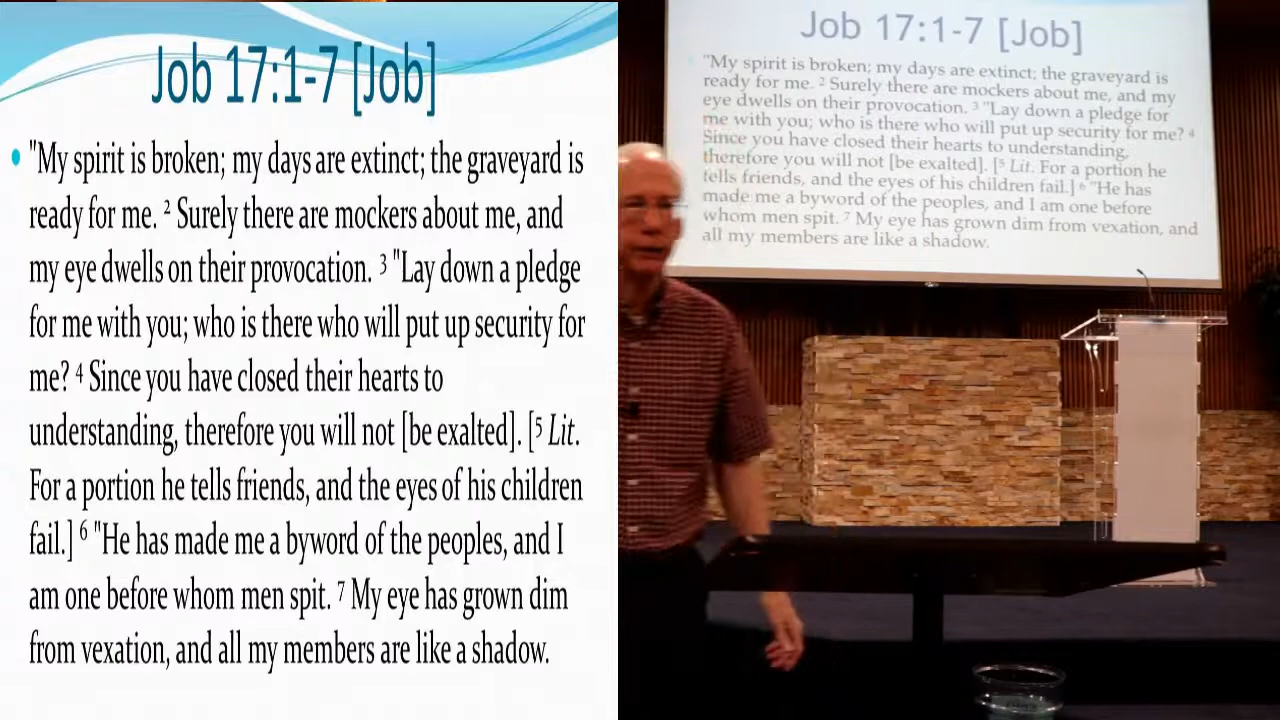 Job 17:1-7 [Job]
"My spirit is broken; my days are extinct; the graveyard is
ready for me. ² Surely there are mockers about me, and
my eye dwells on their provocation. ³ "Lay down a pledge
for me with you; who is there who will put up security for
me? ⁴ Since you have closed their hearts to
understanding, therefore you will not [be exalted]. [⁵ Lit.
For a portion he tells friends, and the eyes of his children
fail.] ⁶ "He has made me a byword of the peoples, and I
am one before whom men spit. ⁷ My eye has grown dim
from vexation, and all my members are like a shadow.
Job 17:1-7 [Job]
"My spirit is broken; my days are extinct; the graveyard is
ready for me. ² Surely there are mockers about me, and my
eye dwells on their provocation. ³ "Lay down a pledge for
me with you; who is there who will put up security for me? ⁴
Since you have closed their hearts to understanding,
therefore you will not [be exalted]. [⁵ Lit. For a portion he
tells friends, and the eyes of his children fail.] ⁶ "He has
made me a byword of the peoples, and I am one before
whom men spit. ⁷ My eye has grown dim from vexation, and
all my members are like a shadow.